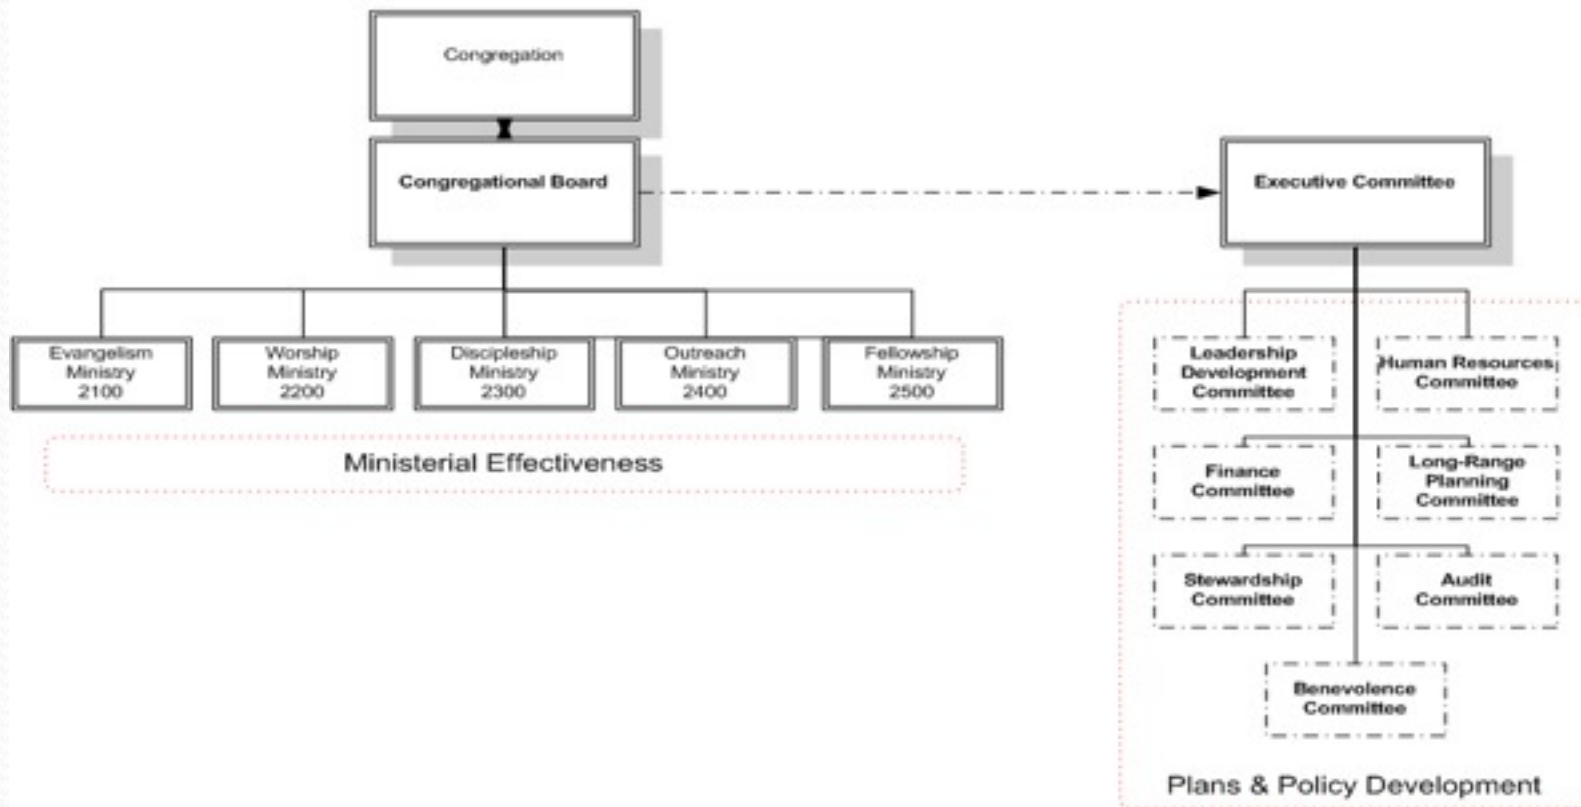 Congregation
Congregational Board
Executive Committee
Evangelism
Ministry
2100
Worship
Ministry
2200
Discipleship
Ministry
2300
Outreach
Ministry
2400
Fellowship
Ministry
2500
Ministerial Effectiveness
Leadership
Development
Committee
Human Resources
Committee
Finance
Committee
Long-Range
Planning
Committee
Stewardship
Committee
Audit
Committee
Benevolence
Committee
Plans & Policy Development